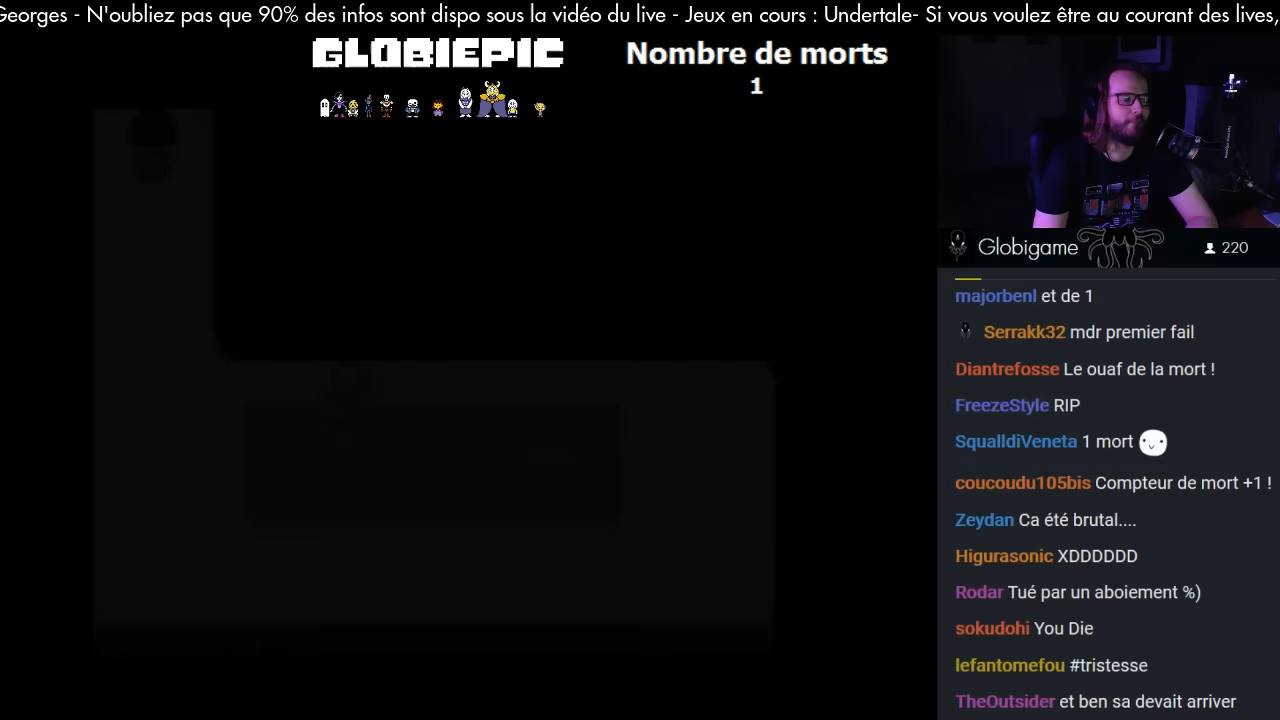 Georges - N'oubliez pas que 90% des infos sont dispo sous la vidéo du live - Jeux en cours : Undertale- Si vous voulez être au courant des lives,
GLOBIEPIC
Nombre de morts
1
Globigame
220
majorbenl et de 1
Serrakk32 mdr premier fail
Diantrefosse Le ouaf de la mort !
FreezeStyle RIP
SqualldiVeneta 1 mort
coucoudu105bis Compteur de mort +1 !
Zeydan Ca été brutal....
Higurasonic XDDDDDD
Rodar Tué par un aboiement %)
sokudohi You Die
lefantomefou #tristesse
TheOutsider et ben sa devait arriver